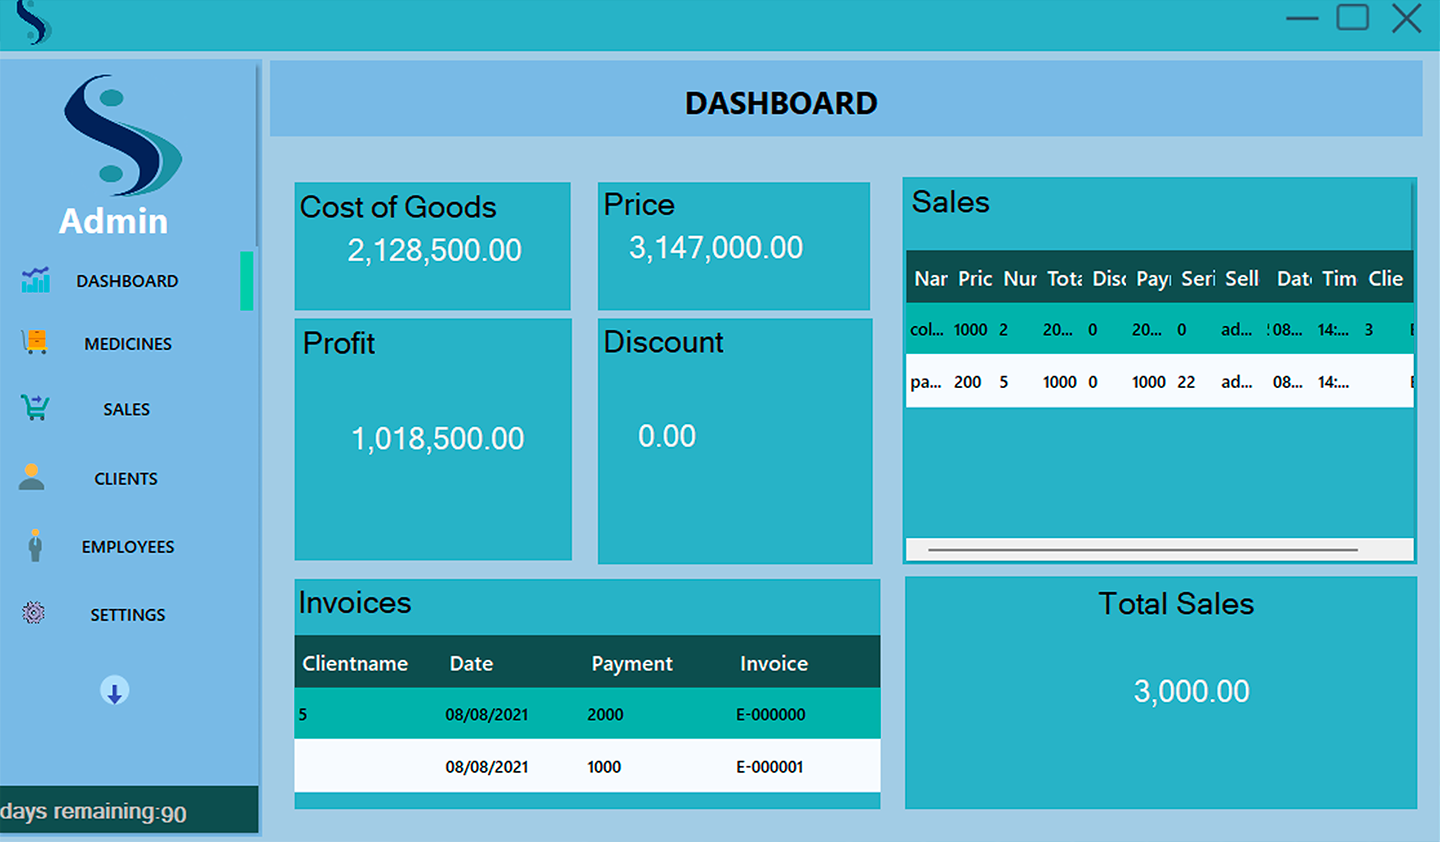 DASHBOARD
Admin
DASHBOARD
MEDICINES
SALES
CLIENTS
EMPLOYEES
SETTINGS
days remaining:90
Cost of Goods
2,128,500.00
Price
3,147,000.00
Profit
1,018,500.00
Discount
0.00
Sales
Nar Pric Nur Tota Disc Payı Seri Sell Date Tim Clie
col... 1000 2 20... 0 20... 0 ad... 08... 14:... 3
pa... 200 5 1000 0 1000 22 ad... 08... 14:...
Invoices
Clientname Date Payment Invoice
5 08/08/2021 2000 E-000000
08/08/2021 1000 E-000001
Total Sales
3,000.00